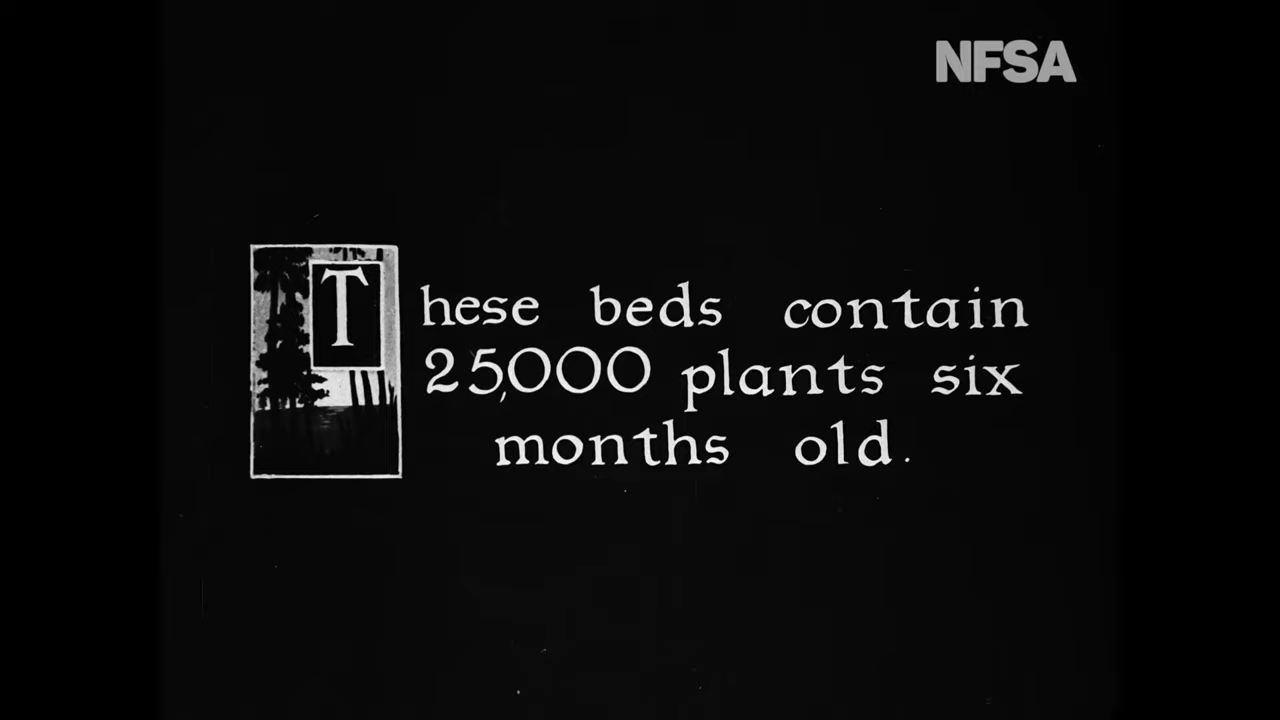 NFSA
These beds contain
25,000 plants six
months old.